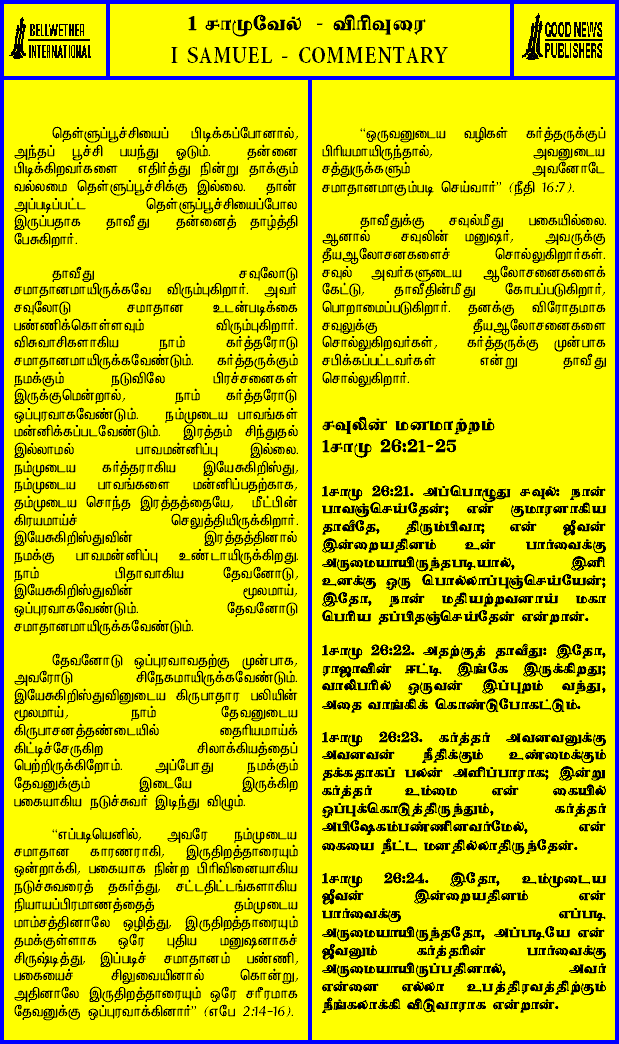 BELLWETHER
INTERNATIONAL
1 சாமுவேல் - விரிவுரை
I SAMUEL - COMMENTARY
GOOD NEWS
PUBLISHERS
தெள்ளுப்பூச்சியைப் பிடிக்கப்போனால்,
அந்தப் பூச்சி பயந்து ஓடும். தன்னை
பிடிக்கிறவர்களை எதிர்த்து நின்று தாக்கும்
வல்லமை தெள்ளுப்பூச்சிக்கு இல்லை. தான்
அப்படிப்பட்ட தெள்ளுப்பூச்சியைப்போல
இருப்பதாக தாவீது தன்னைத் தாழ்த்தி
பேசுகிறார்.
தாவீது சவுலோடு
சமாதானமாயிருக்கவே விரும்புகிறார். அவர்
சவுலோடு சமாதான உடன்படிக்கை
பண்ணிக்கொள்ளவும் விரும்புகிறார்.
விசுவாசிகளாகிய நாம் கர்த்தரோடு
சமாதானமாயிருக்கவேண்டும். கர்த்தருக்கும்
நமக்கும் நடுவிலே பிரச்சனைகள்
இருக்குமென்றால், நாம் கர்த்தரோடு
ஒப்புரவாகவேண்டும். நம்முடைய பாவங்கள்
மன்னிக்கப்படவேண்டும். இரத்தம் சிந்துதல்
இல்லாமல் பாவமன்னிப்பு இல்லை.
நம்முடைய கர்த்தராகிய இயேசுகிறிஸ்து,
நம்முடைய பாவங்களை மன்னிப்பதற்காக,
தம்முடைய சொந்த இரத்தத்தையே, மீட்பின்
கிரயமாய்ச் செலுத்தியிருக்கிறார்.
இயேசுகிறிஸ்துவின் இரத்தத்தினால்
நமக்கு பாவமன்னிப்பு உண்டாயிருக்கிறது.
நாம் பிதாவாகிய தேவனோடு,
இயேசுகிறிஸ்துவின் மூலமாய்,
ஒப்புரவாகவேண்டும். தேவனோடு
சமாதானமாயிருக்கவேண்டும்.
தேவனோடு ஒப்புரவாவதற்கு முன்பாக,
அவரோடு சிநேகமாயிருக்கவேண்டும்.
இயேசுகிறிஸ்துவினுடைய கிருபாதார பலியின்
மூலமாய், நாம் தேவனுடைய
கிருபாசனத்தண்டையில் தைரியமாய்க்
கிட்டிச்சேருகிற சிலாக்கியத்தைப்
பெற்றிருக்கிறோம். அப்போது நமக்கும்
தேவனுக்கும் இடையே இருக்கிற
பகையாகிய நடுச்சுவர் இடிந்து விழும்.
"எப்படியெனில், அவரே நம்முடைய
சமாதான காரணராகி, இருதிறத்தாரையும்
ஒன்றாக்கி, பகையாக நின்ற பிரிவினையாகிய
நடுச்சுவரைத் தகர்த்து, சட்டதிட்டங்களாகிய
நியாயப்பிரமாணத்தைத் தம்முடைய
மாம்சத்தினாலே ஒழித்து, இருதிறத்தாரையும்
தமக்குள்ளாக ஒரே புதிய மனுஷனாகச்
சிருஷ்டித்து, இப்படிச் சமாதானம் பண்ணி,
பகையைச் சிலுவையினால் கொன்று,
அதினாலே இருதிறத்தாரையும் ஒரே சரீரமாக
தேவனுக்கு ஒப்புரவாக்கினார்" (எபே 2:14-16).
"ஒருவனுடைய வழிகள் கர்த்தருக்குப்
பிரியமாயிருந்தால், அவனுடைய
சத்துருக்களும் அவனோடே
சமாதானமாகும்படி செய்வார்" (நீதி 16:7).
தாவீதுக்கு சவுல்மீது பகையில்லை.
ஆனால் சவுலின் மனுஷர், அவருக்கு
தீயஆலோசனைகளைச் சொல்லுகிறார்கள்.
சவுல் அவர்களுடைய ஆலோசனைகளைக்
கேட்டு, தாவீதின்மீது கோபப்படுகிறார்,
பொறாமைப்படுகிறார். தனக்கு விரோதமாக
சவுலுக்கு தீயஆலோசனைகளை
சொல்லுகிறவர்கள், கர்த்தருக்கு முன்பாக
சபிக்கப்பட்டவர்கள் என்று தாவீது
சொல்லுகிறார்.
சவுலின் மனமாற்றம்
1சாமு 26:21-25
1சாமு 26:21. அப்பொழுது சவுல்: நான்
பாவஞ்செய்தேன்; என் குமாரனாகிய
தாவீதே, திரும்பிவா; என் ஜீவன்
இன்றையதினம் உன் பார்வைக்கு
அருமையாயிருந்தபடியால், இனி
உனக்கு ஒரு பொல்லாப்புஞ்செய்யேன்;
இதோ, நான் மதியற்றவனாய் மகா
பெரிய தப்பிதஞ்செய்தேன் என்றான்.
1சாமு 26:22. அதற்குத் தாவீது: இதோ,
ராஜாவின் ஈட்டி இங்கே இருக்கிறது;
வாலிபரில் ஒருவன் இப்புறம் வந்து,
அதை வாங்கிக் கொண்டுபோகட்டும்.
1சாமு 26:23. கர்த்தர் அவனவனுக்கு
அவனவன் நீதிக்கும் உண்மைக்கும்
தக்கதாகப் பலன் அளிப்பாராக; இன்று
கர்த்தர் உம்மை என் கையில்
ஒப்புக்கொடுத்திருந்தும், கர்த்தர்
அபிஷேகம்பண்ணினவர்மேல், என்
கையை நீட்ட மனதில்லாதிருந்தேன்.
1சாமு 26:24. இதோ, உம்முடைய
ஜீவன் இன்றையதினம் என்
பார்வைக்கு எப்படி
அருமையாயிருந்ததோ, அப்படியே என்
ஜீவனும் கர்த்தரின் பார்வைக்கு
அருமையாயிருப்பதினால், அவர்
என்னை எல்லா உபத்திரவத்திற்கும்
நீங்கலாக்கி விடுவாராக என்றான்.